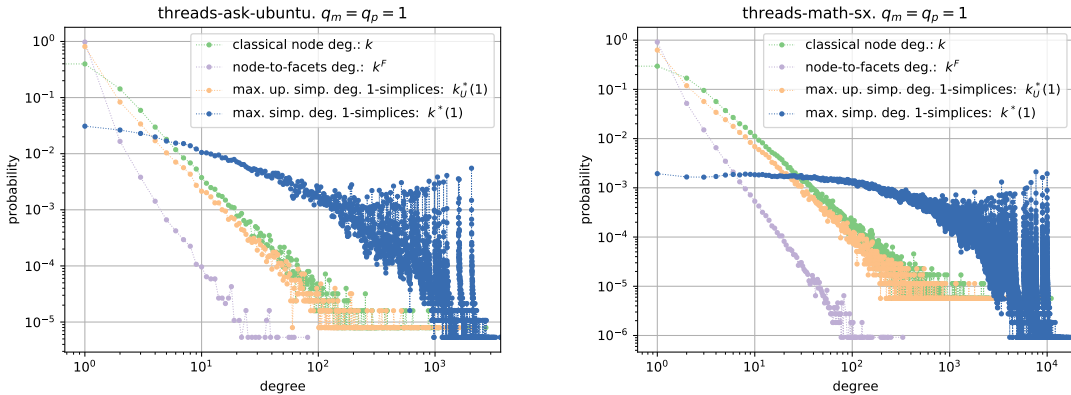 threads-ask-ubuntu. q_m = q_p = 1
10^0
10^-1
10^-2
10^-3
10^-4
10^-5
probability
classical node deg.: k
node-to-facets deg.: k^F
max. up. simp. deg. 1-simplices: k_U^*(1)
max. simp. deg. 1-simplices: k^*(1)
10^0 10^1 10^2 10^3
degree
threads-math-sx. q_m = q_p = 1
10^0
10^-1
10^-2
10^-3
10^-4
10^-5
10^-6
probability
classical node deg.: k
node-to-facets deg.: k^F
max. up. simp. deg. 1-simplices: k_U^*(1)
max. simp. deg. 1-simplices: k^*(1)
10^0 10^1 10^2 10^3 10^4
degree